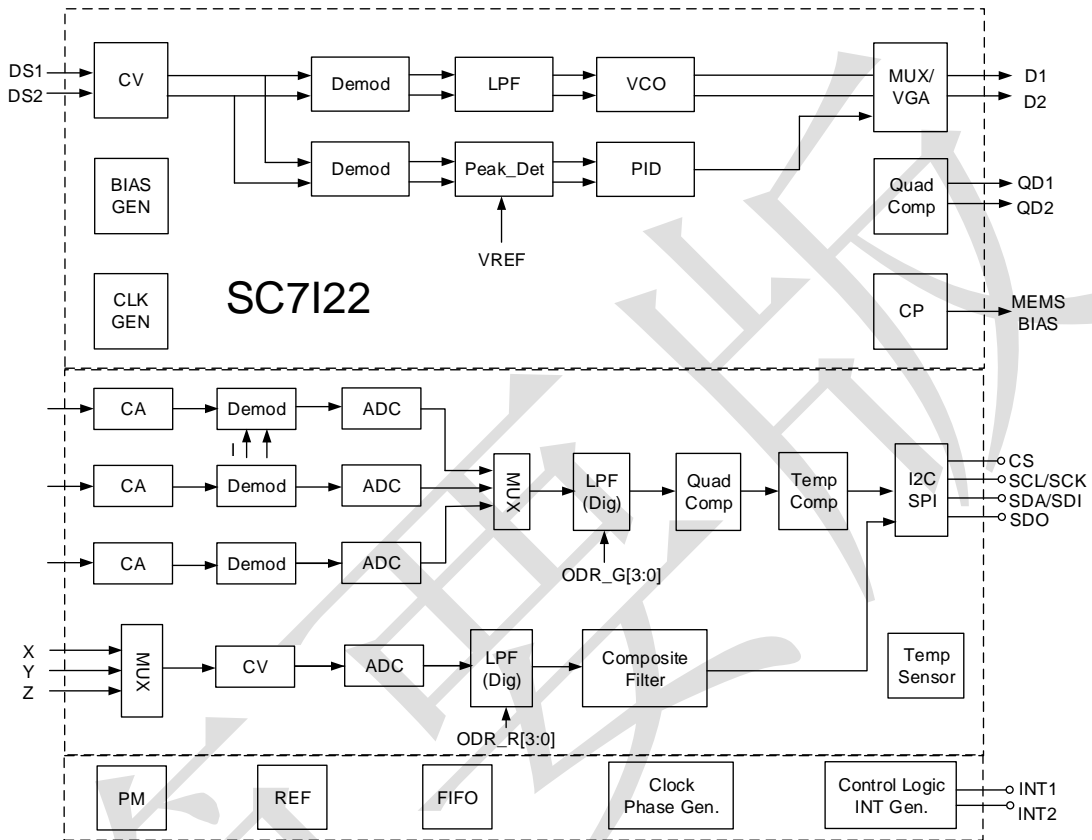 DS1
DS2
CV
Demod
LPF
VCO
MUX/
VGA
D1
D2
BIAS
GEN
Demod
Peak_Det
PID
Quad
Comp
QD1
QD2
VREF
CLK
GEN
SC7I22
CP
MEMS
BIAS
CA
Demod
ADC
I
CA
Demod
ADC
MUX
LPF
(Dig)
Quad
Comp
Temp
Comp
I2C
SPI
CS
SCL/SCK
SDA/SDI
SDO
CA
Demod
ADC
ODR_G[3:0]
X
Y
Z
MUX
CV
ADC
LPF
(Dig)
Composite
Filter
Temp
Sensor
ODR_R[3:0]
PM
REF
FIFO
Clock
Phase Gen.
Control Logic
INT Gen.
INT1
INT2